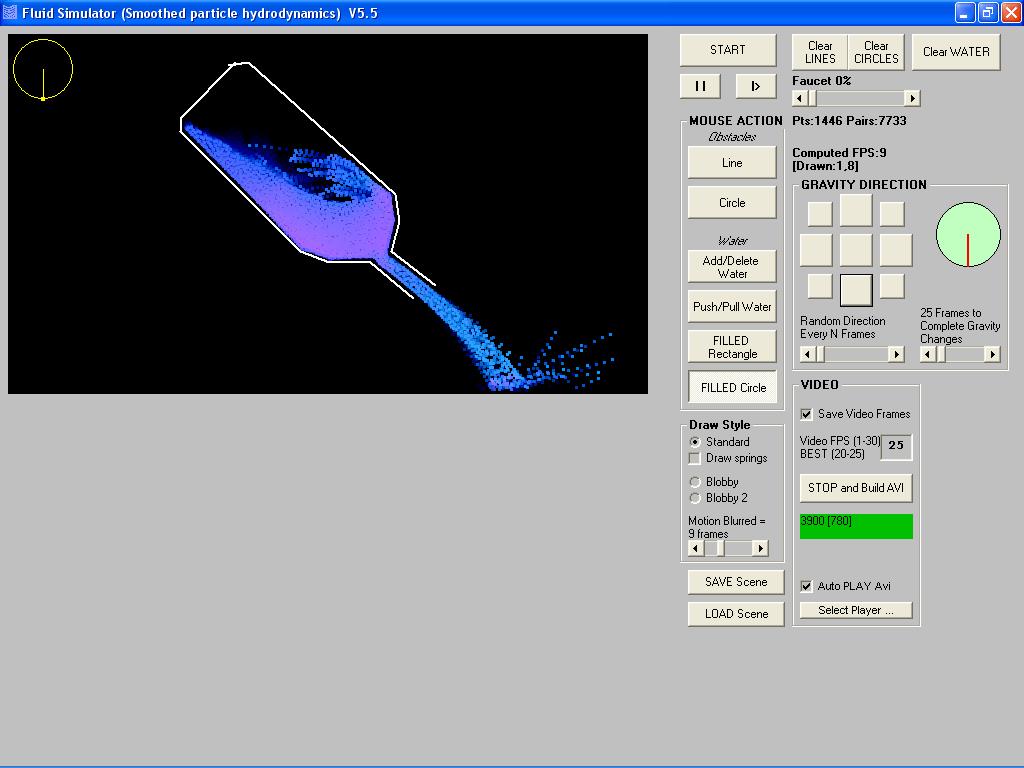 Fluid Simulator (Smoothed particle hydrodynamics) V5.5
START
Clear
LINES
Clear
CIRCLES
Clear WATER
Faucet 0%
Pts:1446 Pairs:7733
Computed FPS:9
[Drawn:1,8]
MOUSE ACTION
Obstacles
Line
Circle
Water
Add/Delete
Water
Push/Pull Water
FILLED
Rectangle
FILLED Circle
GRAVITY DIRECTION
Random Direction
Every N Frames
25 Frames to
Complete Gravity
Changes
Draw Style
Standard
Draw springs
Blobby
Blobby 2
Motion Blurred =
9 frames
SAVE Scene
LOAD Scene
VIDEO
Save Video Frames
Video FPS (1-30)
BEST (20-25)
25
STOP and Build AVI
3900 [780]
Auto PLAY Avi
Select Player ...